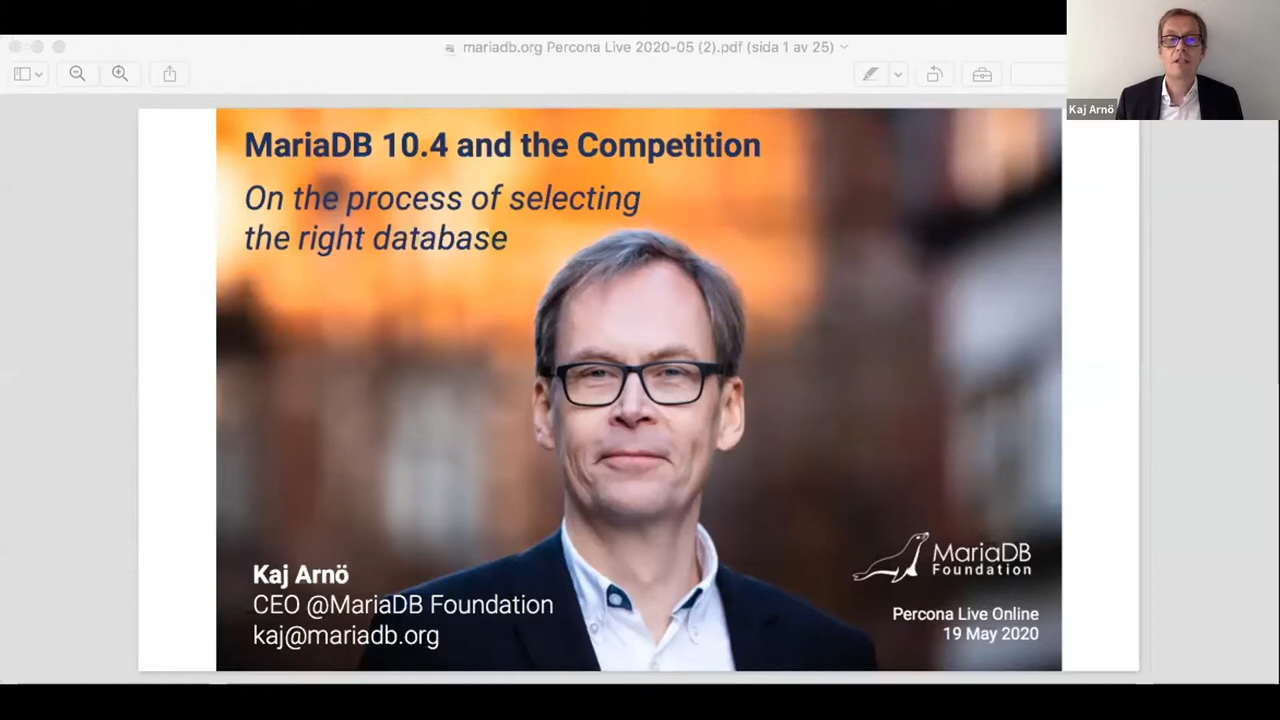 mariadb.org Percona Live 2020-05 (2).pdf (sida 1 av 25)
Kaj Arnö
MariaDB 10.4 and the Competition
On the process of selecting
the right database
Kaj Arnö
CEO @MariaDB Foundation
kaj@mariadb.org
MariaDB
Foundation
Percona Live Online
19 May 2020